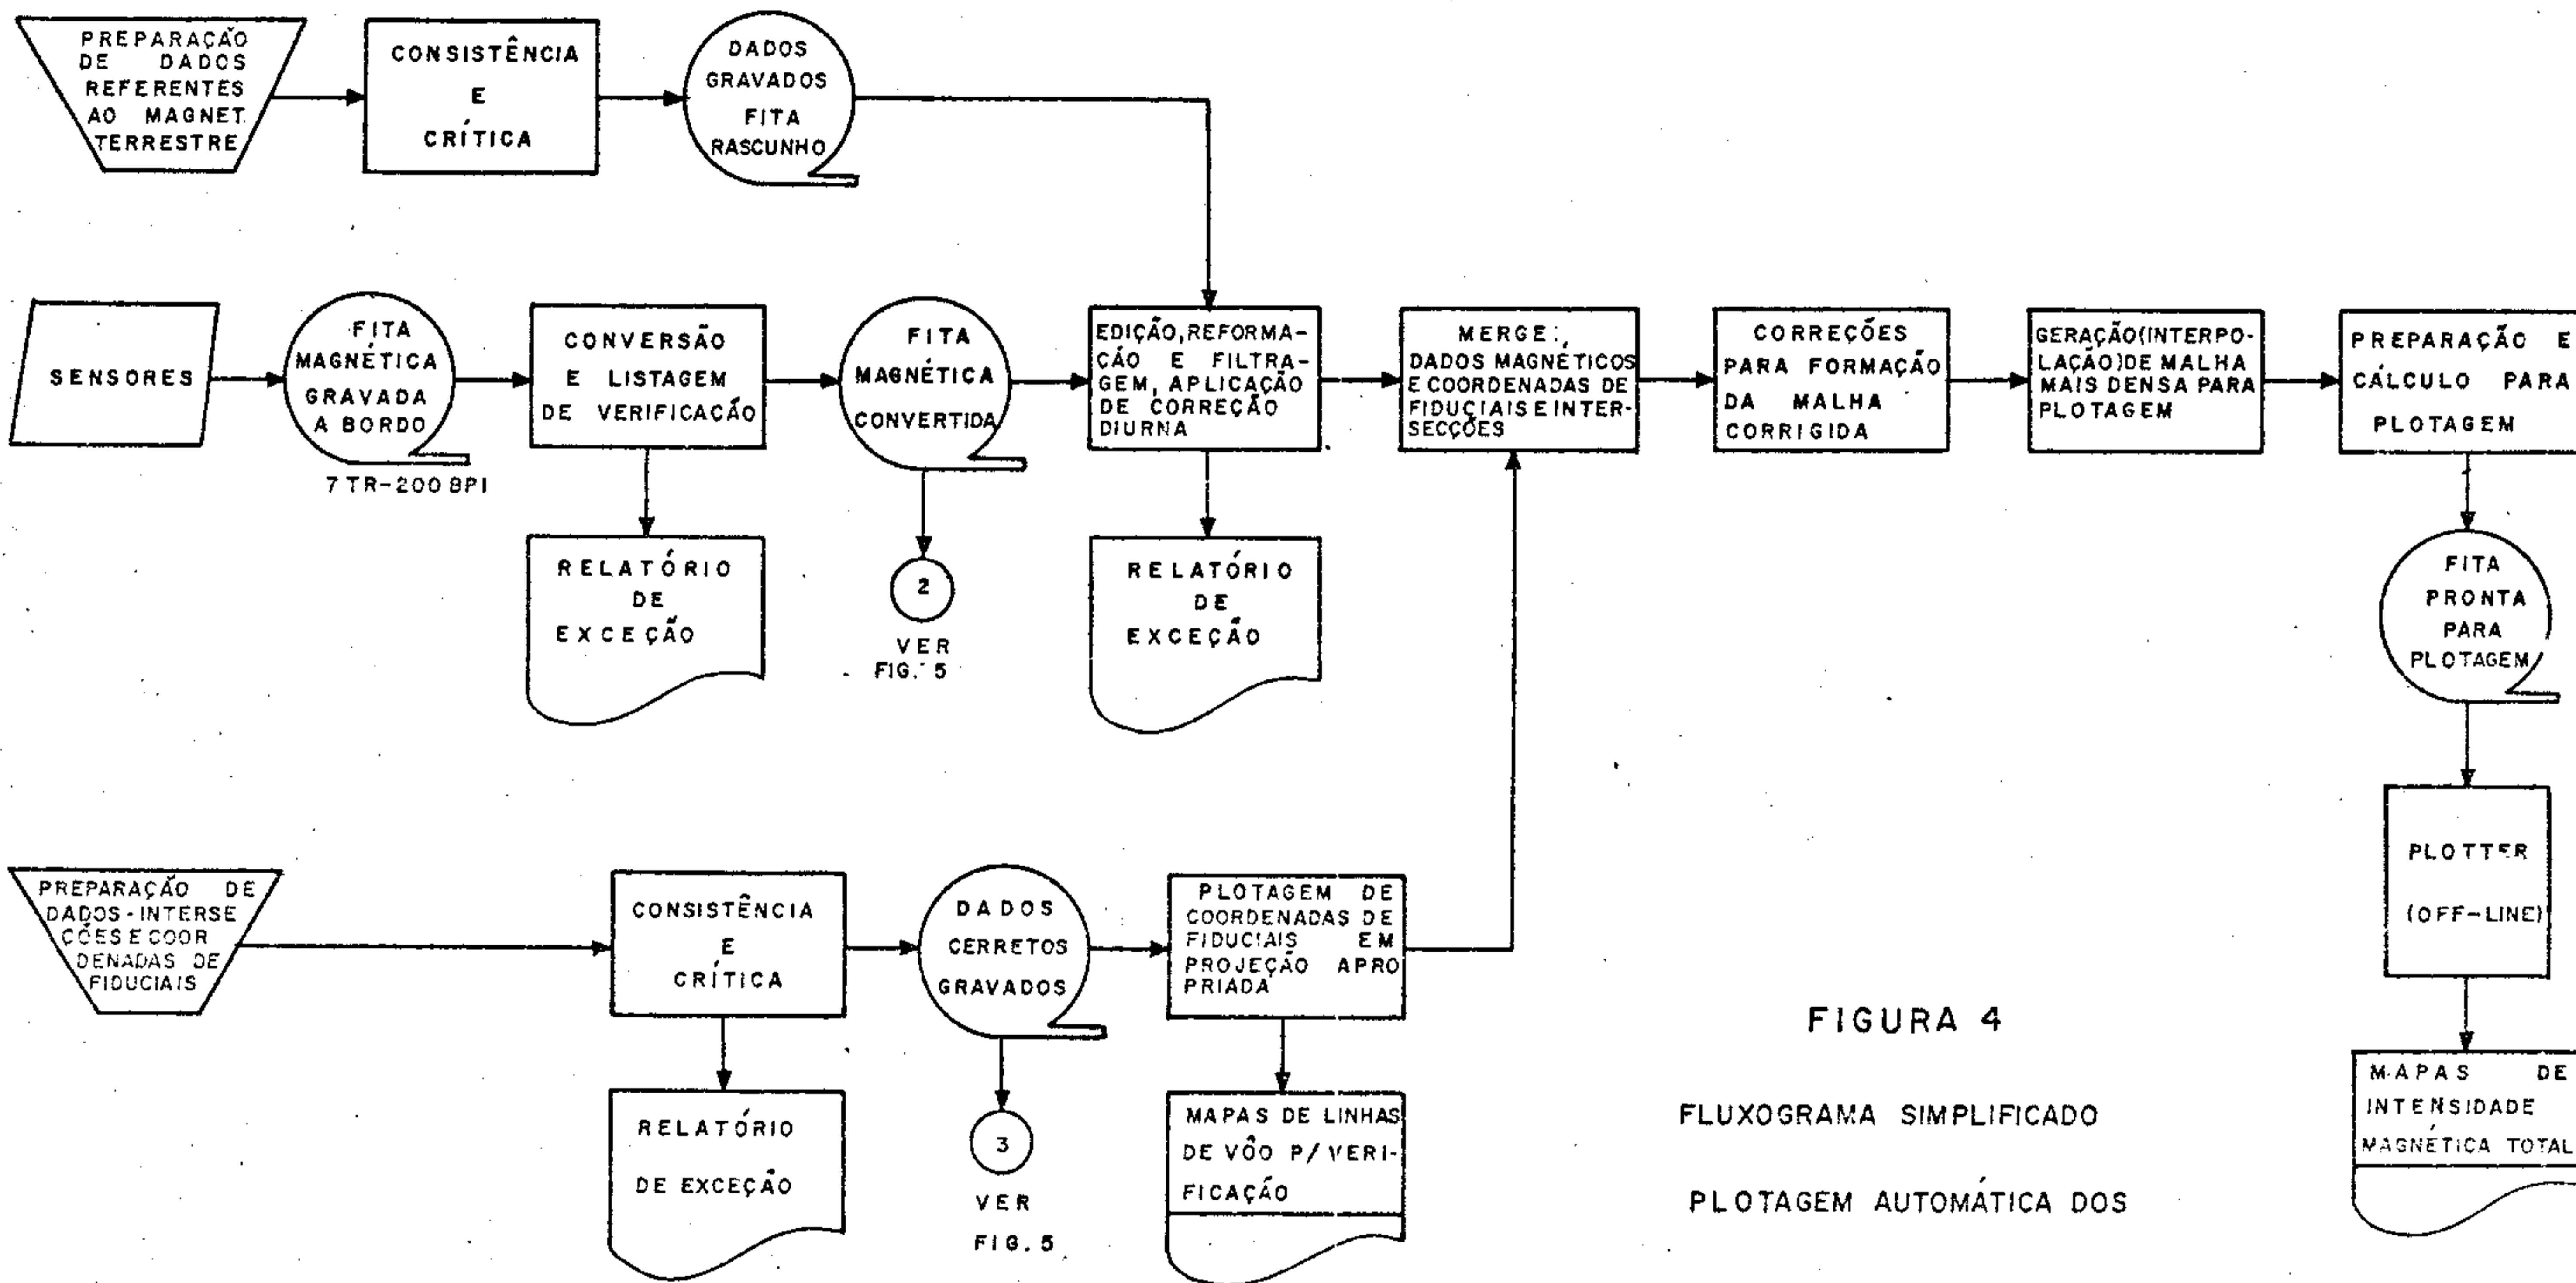 PREPARAÇÃO
DE DADOS
REFERENTES
AO MAGNET.
TERRESTRE
CONSISTÊNCIA
E
CRÍTICA
DADOS
GRAVADOS
FITA
RASCUNHO
SENSORES
FITA
MAGNÉTICA
GRAVADA
A BORDO
7 TR-200 BPI
CONVERSÃO
E LISTAGEM
DE VERIFICAÇÃO
FITA
MAGNÉTICA
CONVERTIDA
EDIÇÃO, REFORMA-
ÇÃO E FILTRA-
GEM, APLICAÇÃO
DE CORREÇÃO
DIURNA
MERGE:
DADOS MAGNÉTICOS
E COORDENADAS DE
FIDUCIAIS E INTER-
SECÇÕES
CORREÇÕES
PARA FORMAÇÃO
DA MALHA
CORRIGIDA
GERAÇÃO (INTERPO-
LAÇÃO) DE MALHA
MAIS DENSA PARA
PLOTAGEM
PREPARAÇÃO E
CÁLCULO PARA
PLOTAGEM
RELATÓRIO
DE
EXCEÇÃO
2
VER
FIG. 5
RELATÓRIO
DE
EXCEÇÃO
FITA
PRONTA
PARA
PLOTAGEM
PLOTTER
(OFF-LINE)
MAPAS DE
INTENSIDADE
MAGNÉTICA TOTAL
PREPARAÇÃO DE
DADOS - INTERSE
ÇÕES E COOR
DENADAS DE
FIDUCIAIS
CONSISTÊNCIA
E
CRÍTICA
DADOS
CERRETOS
GRAVADOS
PLOTAGEM DE
COORDENADAS DE
FIDUCIAIS EM
PROJEÇÃO APRO
PRIADA
RELATÓRIO
DE EXCEÇÃO
3
VER
FIG. 5
MAPAS DE LINHAS
DE VÔO P/ VERI-
FICAÇÃO
FIGURA 4
FLUXOGRAMA SIMPLIFICADO
PLOTAGEM AUTOMÁTICA DOS